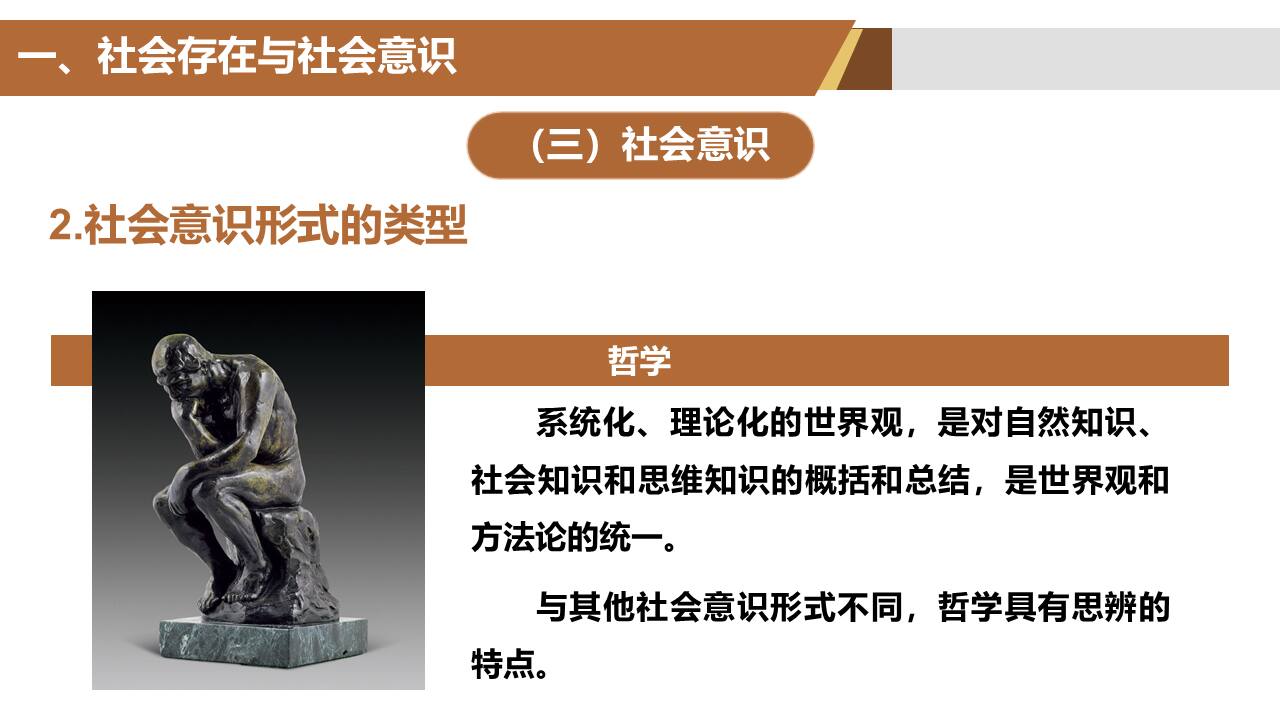 一、社会存在与社会意识
（三）社会意识
2.社会意识形式的类型
哲学
系统化、理论化的世界观，是对自然知识、
社会知识和思维知识的概括和总结，是世界观和
方法论的统一。
与其他社会意识形式不同，哲学具有思辨的
特点。